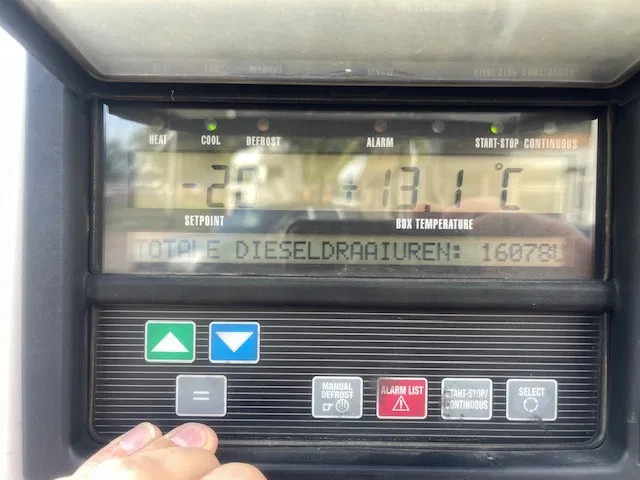 HEAT COOL DEFROST ALARM START-STOP CONTINUOUS
+13.1°C
SETPOINT BOX TEMPERATURE
TOTALE DIESELDRAAIUREN: 16078U
MANUAL DEFROST
ALARM LIST
START-STOP/ CONTINUOUS
SELECT
=